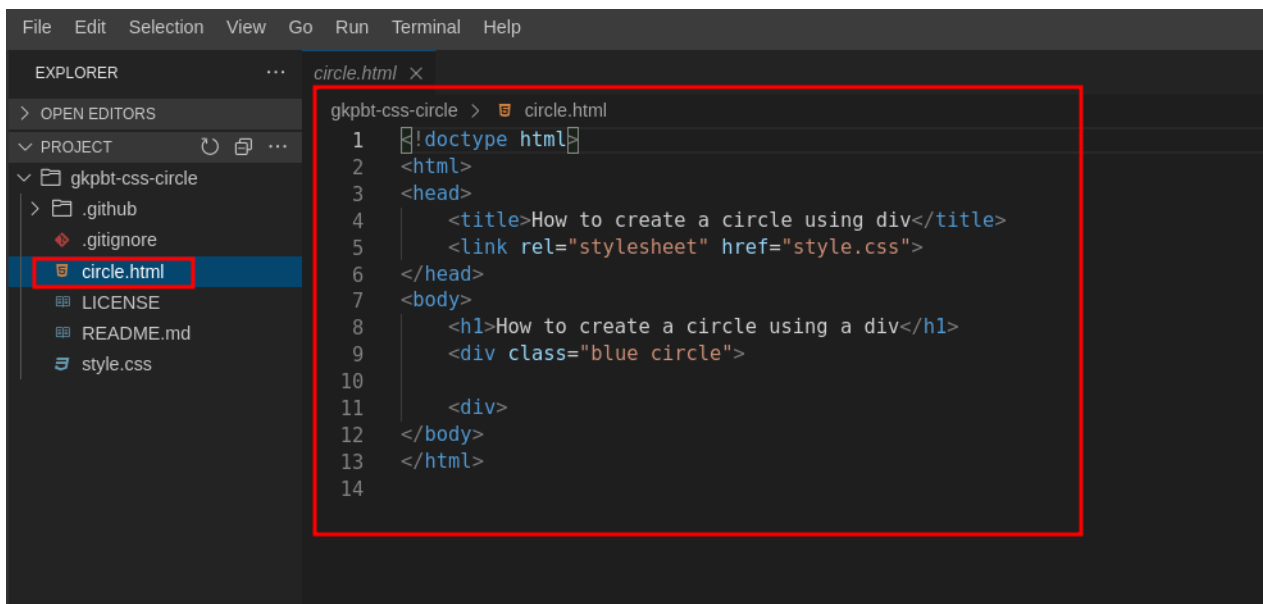 File Edit Selection View Go Run Terminal Help
EXPLORER ···
OPEN EDITORS
PROJECT ···
gkpbt-css-circle
.github
.gitignore
circle.html
LICENSE
README.md
style.css
circle.html ×
gkpbt-css-circle > circle.html
1 <!doctype html>
2 <html>
3 <head>
4     <title>How to create a circle using div</title>
5     <link rel="stylesheet" href="style.css">
6 </head>
7 <body>
8     <h1>How to create a circle using a div</h1>
9     <div class="blue circle">
10
11     <div>
12 </body>
13 </html>
14